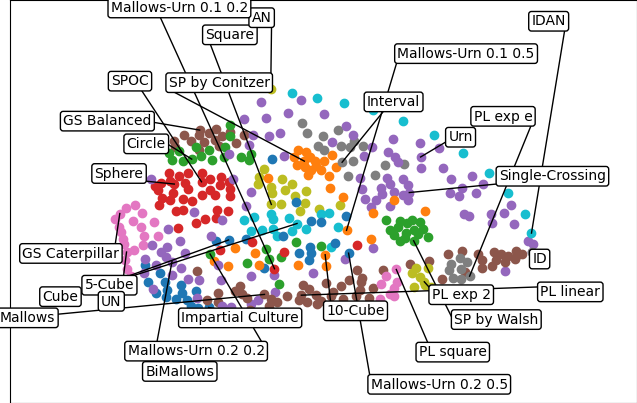 Mallows-Urn 0.1 0.2
AN
IDAN
Square
Mallows-Urn 0.1 0.5
SPOC
SP by Conitzer
Interval
GS Balanced
PL exp e
Circle
Urn
Sphere
Single-Crossing
GS Caterpillar
ID
5-Cube
Cube
UN
PL exp 2
PL linear
Mallows
Impartial Culture
10-Cube
SP by Walsh
Mallows-Urn 0.2 0.2
PL square
BiMallows
Mallows-Urn 0.2 0.5